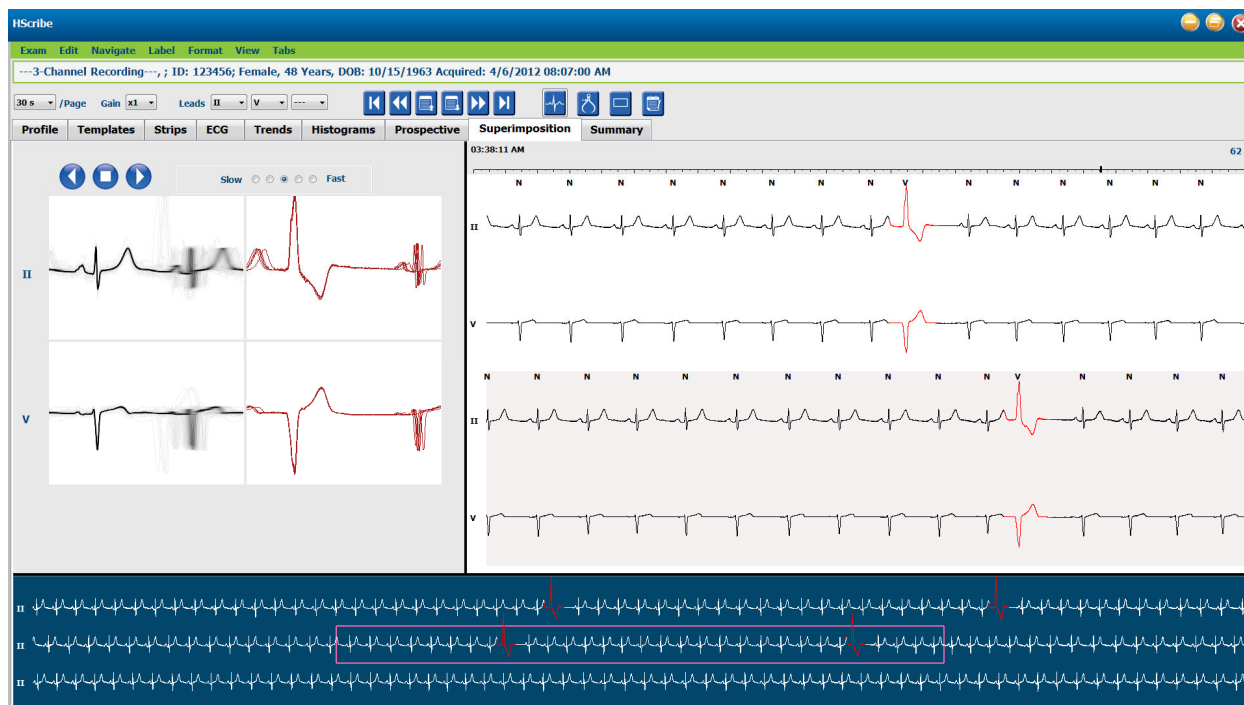 HScribe
Exam Edit Navigate Label Format View Tabs
---3-Channel Recording---, ; ID: 123456; Female, 48 Years, DOB: 10/15/1963 Acquired: 4/6/2012 08:07:00 AM
30 s /Page Gain x1 Leads II V ---
Profile Templates Strips ECG Trends Histograms Prospective Superimposition Summary
03:38:11 AM 62
Slow Fast
N N N N N N N N V N N N N N N
II
V
N N N N N N N N N N N V N N N N
II
V
II
V
II
II
II